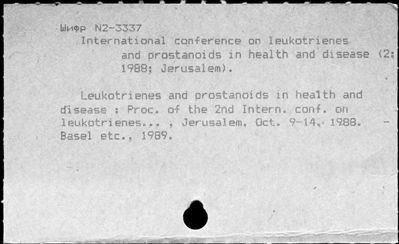 Шифр N2-3337
International conference on leukotrienes
and prostanoids in health and disease (2;
1988; Jerusalem).
Leukotrienes and prostanoids in health and
disease : Proc. of the 2nd Intern. conf. on
leukotrienes... , Jerusalem, Oct. 9-14, 1988. -
Basel etc., 1989.